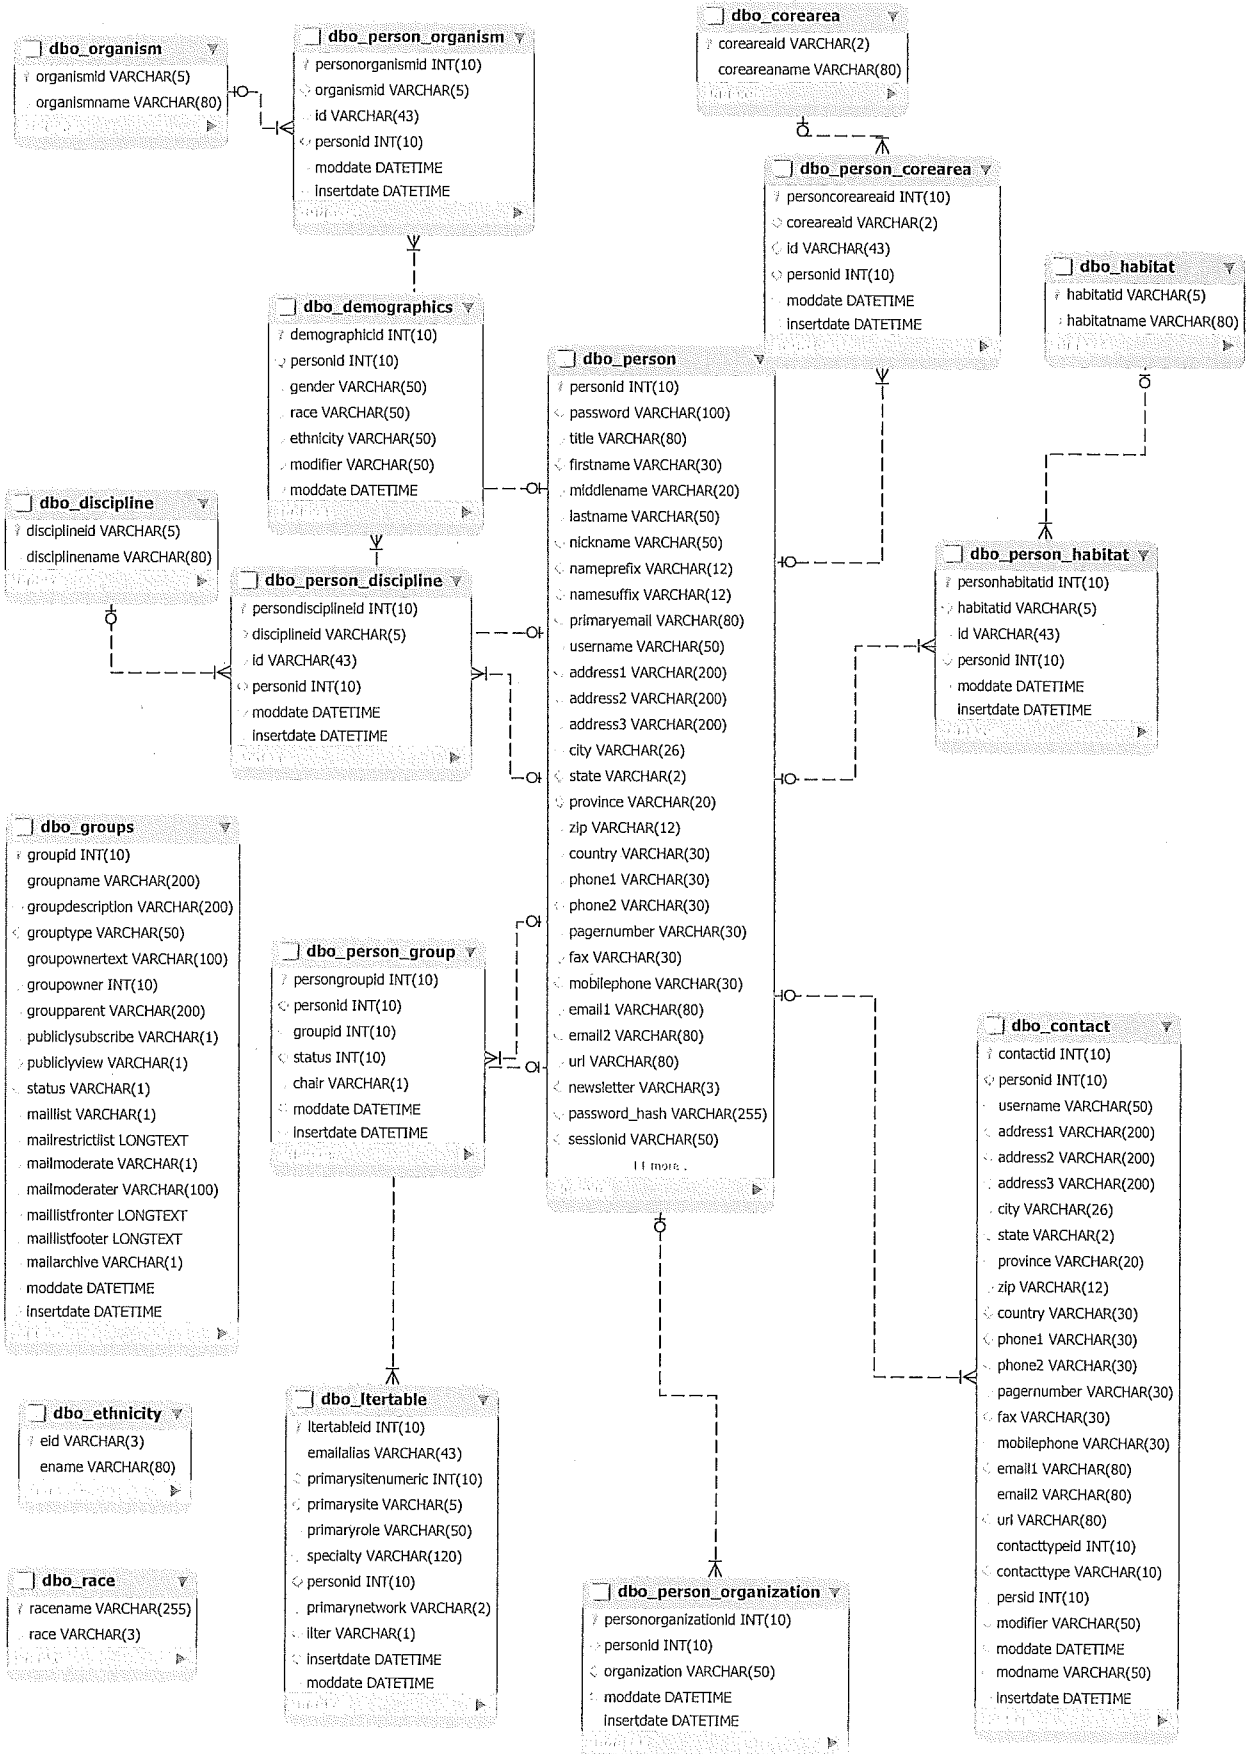 dbo_organism
organismid VARCHAR(5)
organismname VARCHAR(80)
dbo_person_organism
personorganismid INT(10)
organismid VARCHAR(5)
id VARCHAR(43)
personid INT(10)
moddate DATETIME
insertdate DATETIME
dbo_corearea
coreareaid VARCHAR(2)
coreareaname VARCHAR(80)
dbo_person_corearea
personcoreareaid INT(10)
coreareaid VARCHAR(2)
id VARCHAR(43)
personid INT(10)
moddate DATETIME
insertdate DATETIME
dbo_habitat
habitatid VARCHAR(5)
habitatname VARCHAR(80)
dbo_demographics
demographicid INT(10)
personid INT(10)
gender VARCHAR(50)
race VARCHAR(50)
ethnicity VARCHAR(50)
modifier VARCHAR(50)
moddate DATETIME
dbo_person
personid INT(10)
password VARCHAR(100)
title VARCHAR(80)
firstname VARCHAR(30)
middlename VARCHAR(20)
lastname VARCHAR(50)
nickname VARCHAR(50)
nameprefix VARCHAR(12)
namesuffix VARCHAR(12)
primaryemail VARCHAR(80)
username VARCHAR(50)
address1 VARCHAR(200)
address2 VARCHAR(200)
address3 VARCHAR(200)
city VARCHAR(26)
state VARCHAR(2)
province VARCHAR(20)
zip VARCHAR(12)
country VARCHAR(30)
phone1 VARCHAR(30)
phone2 VARCHAR(30)
pagernumber VARCHAR(30)
fax VARCHAR(30)
mobilephone VARCHAR(30)
email1 VARCHAR(80)
email2 VARCHAR(80)
url VARCHAR(80)
newsletter VARCHAR(3)
password_hash VARCHAR(255)
sessionid VARCHAR(50)
11 more...
dbo_discipline
disciplineid VARCHAR(5)
disciplinename VARCHAR(80)
dbo_person_discipline
persondisciplineid INT(10)
disciplineid VARCHAR(5)
id VARCHAR(43)
personid INT(10)
moddate DATETIME
insertdate DATETIME
dbo_person_habitat
personhabitatid INT(10)
habitatid VARCHAR(5)
id VARCHAR(43)
personid INT(10)
moddate DATETIME
insertdate DATETIME
dbo_groups
groupid INT(10)
groupname VARCHAR(200)
groupdescription VARCHAR(200)
grouptype VARCHAR(50)
groupownertext VARCHAR(100)
groupowner INT(10)
groupparent VARCHAR(200)
publiclysubscribe VARCHAR(1)
publiclyview VARCHAR(1)
status VARCHAR(1)
maillist VARCHAR(1)
mailrestrictlist LONGTEXT
mailmoderate VARCHAR(1)
mailmoderater VARCHAR(100)
maillistfronter LONGTEXT
maillistfooter LONGTEXT
mailarchive VARCHAR(1)
moddate DATETIME
insertdate DATETIME
dbo_person_group
persongroupid INT(10)
personid INT(10)
groupid INT(10)
status INT(10)
chair VARCHAR(1)
moddate DATETIME
insertdate DATETIME
dbo_contact
contactid INT(10)
personid INT(10)
username VARCHAR(50)
address1 VARCHAR(200)
address2 VARCHAR(200)
address3 VARCHAR(200)
city VARCHAR(26)
state VARCHAR(2)
province VARCHAR(20)
zip VARCHAR(12)
country VARCHAR(30)
phone1 VARCHAR(30)
phone2 VARCHAR(30)
pagernumber VARCHAR(30)
fax VARCHAR(30)
mobilephone VARCHAR(30)
email1 VARCHAR(80)
email2 VARCHAR(80)
url VARCHAR(80)
contacttypeid INT(10)
contacttype VARCHAR(10)
persid INT(10)
modifier VARCHAR(50)
moddate DATETIME
modname VARCHAR(50)
insertdate DATETIME
dbo_ethnicity
eid VARCHAR(3)
ename VARCHAR(80)
dbo_race
racename VARCHAR(255)
race VARCHAR(3)
dbo_ltertable
ltertableid INT(10)
emailalias VARCHAR(43)
primarysitenumeric INT(10)
primarysite VARCHAR(5)
primaryrole VARCHAR(50)
specialty VARCHAR(120)
personid INT(10)
primarynetwork VARCHAR(2)
ilter VARCHAR(1)
insertdate DATETIME
moddate DATETIME
dbo_person_organization
personorganizationid INT(10)
personid INT(10)
organization VARCHAR(50)
moddate DATETIME
insertdate DATETIME